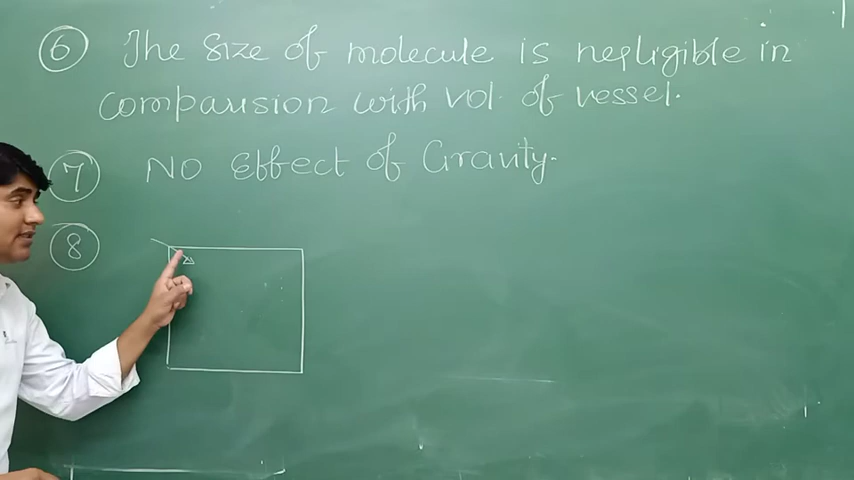 ⑥ The size of molecule is negligible in
comparision with vol. of vessel.
⑦ No Effect of Gravity.
⑧